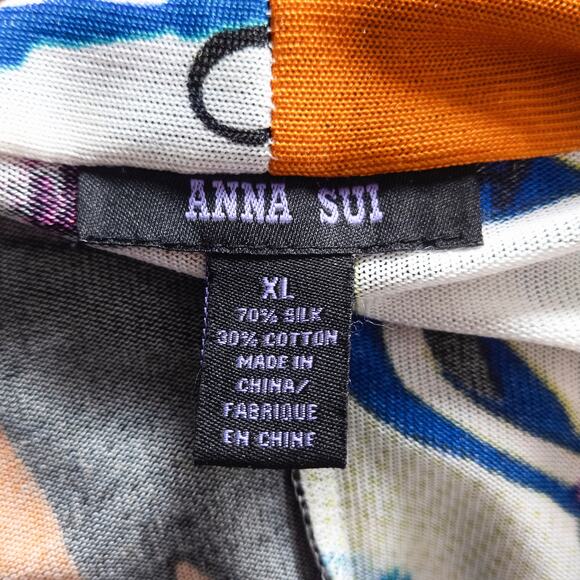 ANNA SUI
XL
70% SILK
30% COTTON
MADE IN
CHINA/
FABRIQUE
EN CHINE